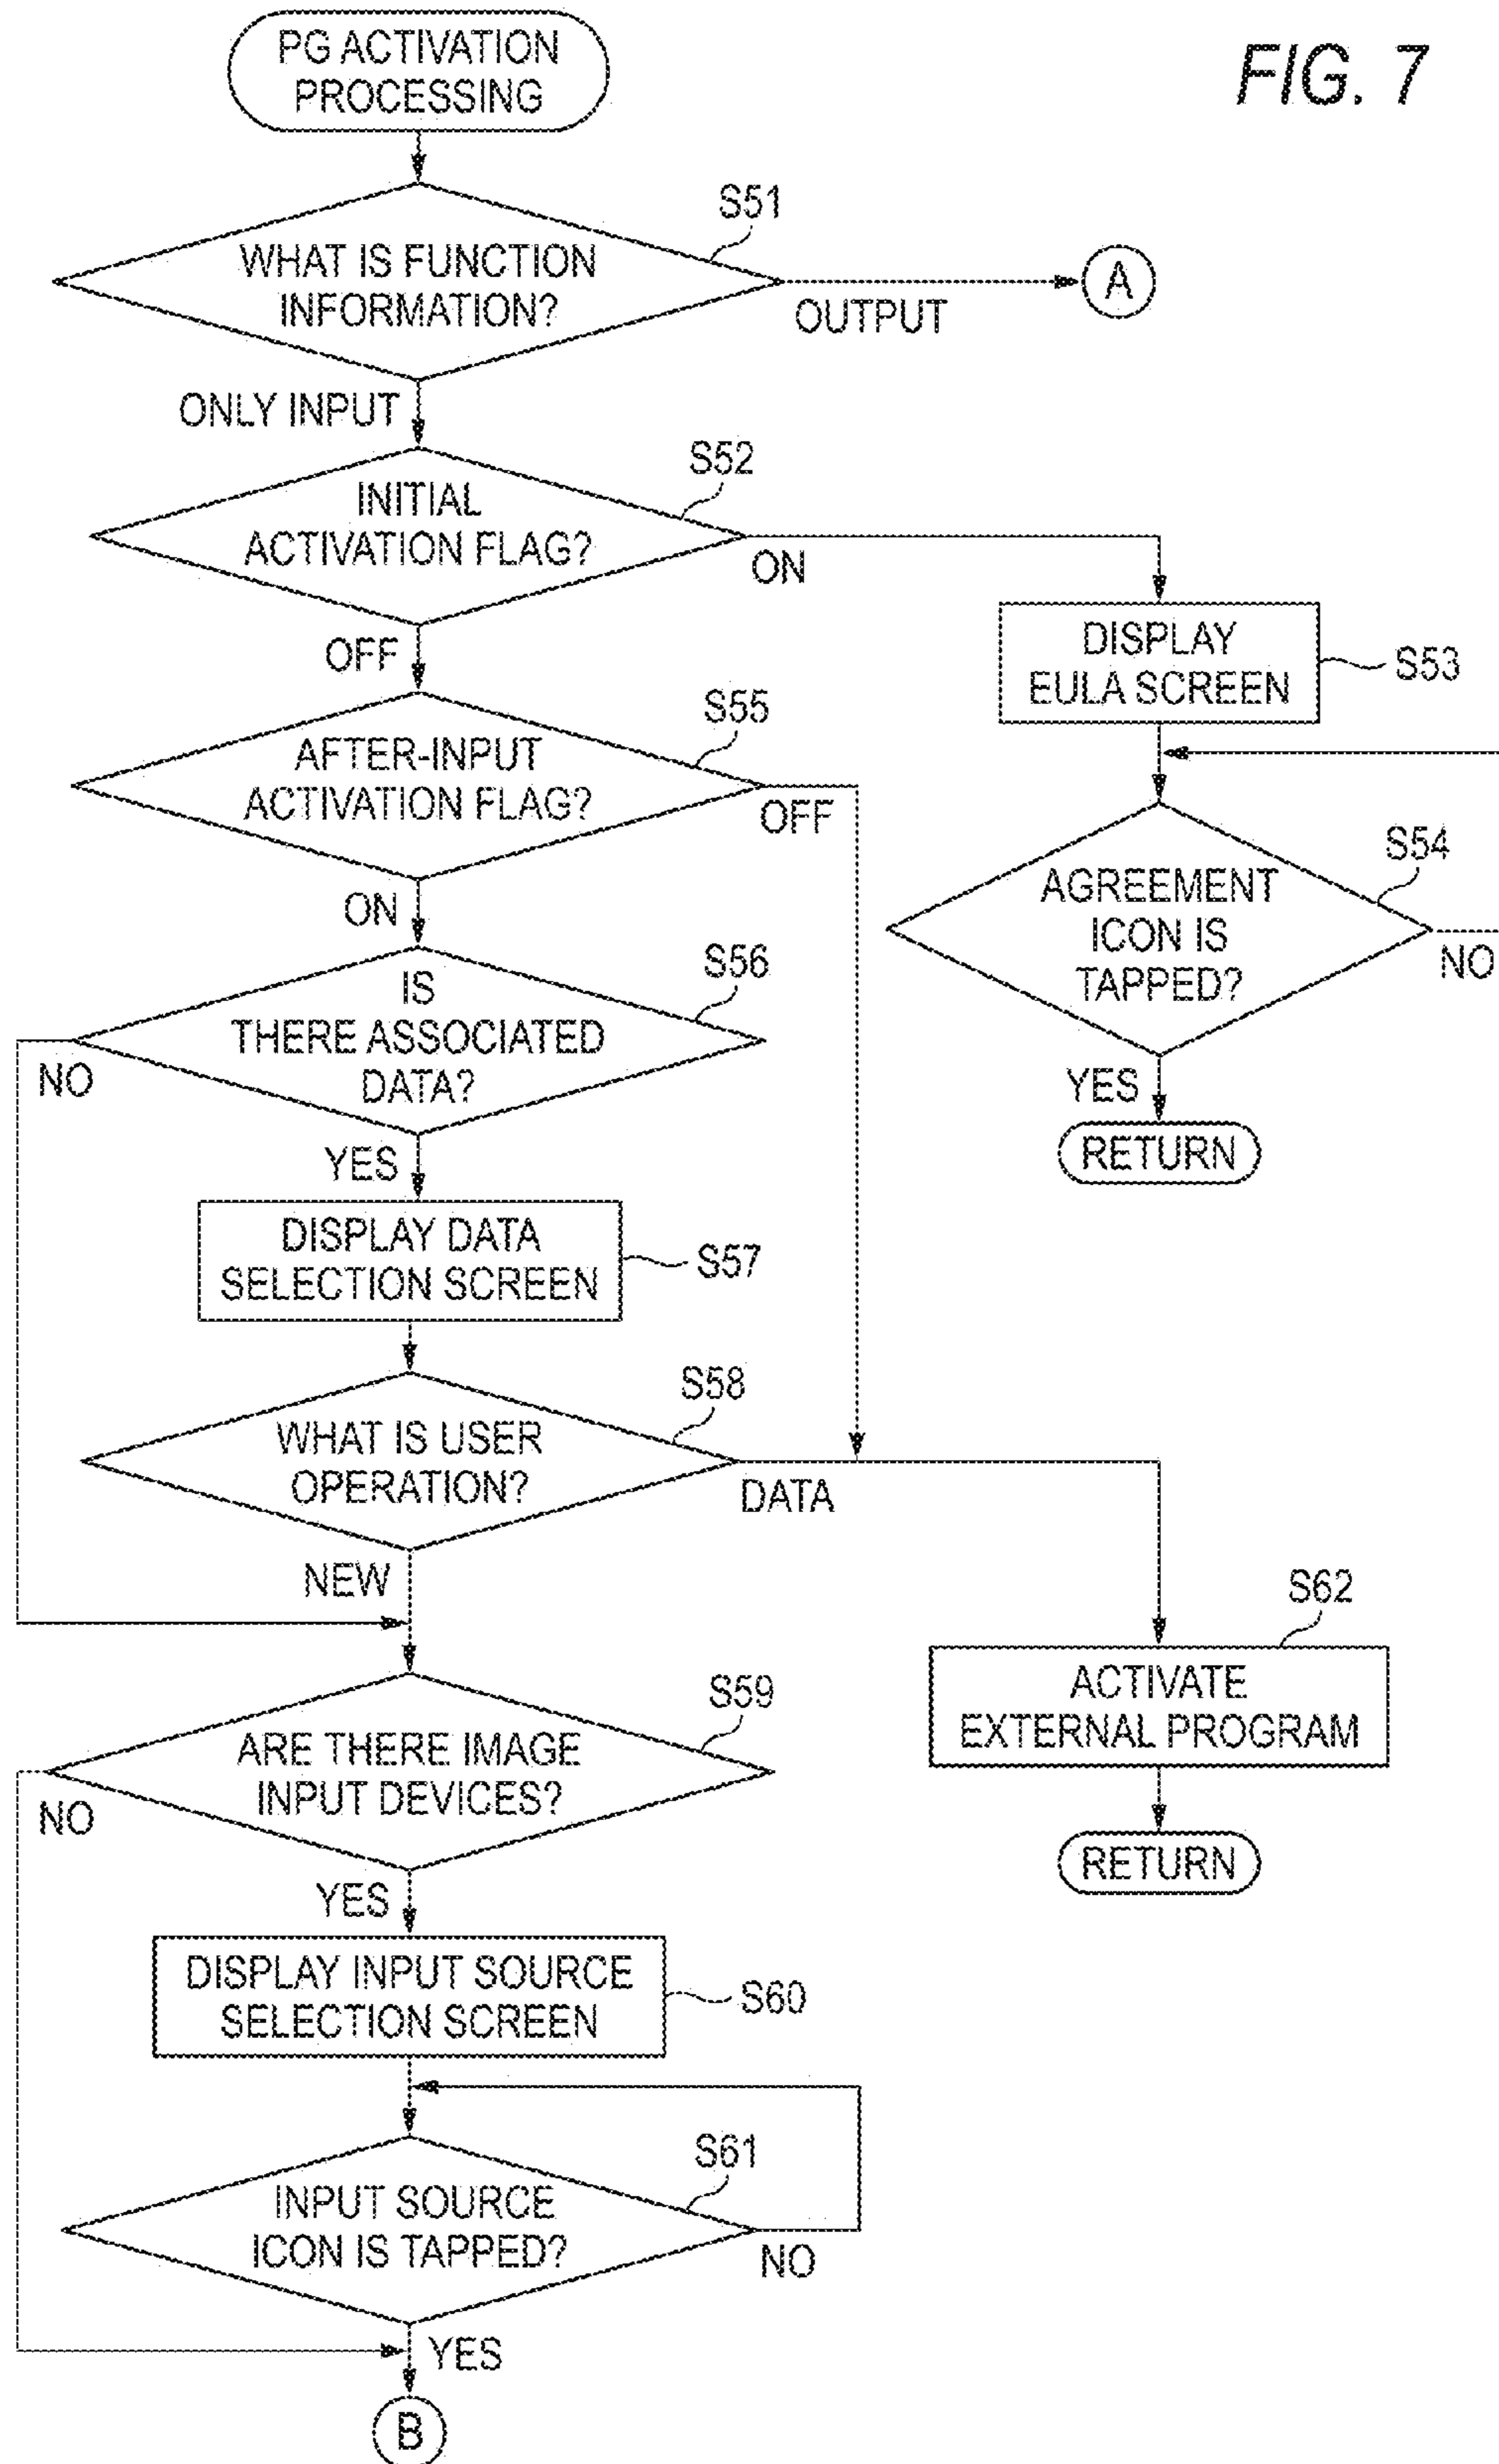 FIG. 7
PG ACTIVATION
PROCESSING
S51
WHAT IS FUNCTION
INFORMATION?
OUTPUT
A
ONLY INPUT
S52
INITIAL
ACTIVATION FLAG?
ON
OFF
DISPLAY
EULA SCREEN
S53
S55
AFTER-INPUT
ACTIVATION FLAG?
OFF
ON
S54
AGREEMENT
ICON IS
TAPPED?
NO
YES
RETURN
S56
IS
THERE ASSOCIATED
DATA?
NO
YES
DISPLAY DATA
SELECTION SCREEN
S57
S58
WHAT IS USER
OPERATION?
DATA
NEW
S62
ACTIVATE
EXTERNAL PROGRAM
RETURN
S59
ARE THERE IMAGE
INPUT DEVICES?
NO
YES
DISPLAY INPUT SOURCE
SELECTION SCREEN
S60
S61
INPUT SOURCE
ICON IS TAPPED?
NO
YES
B